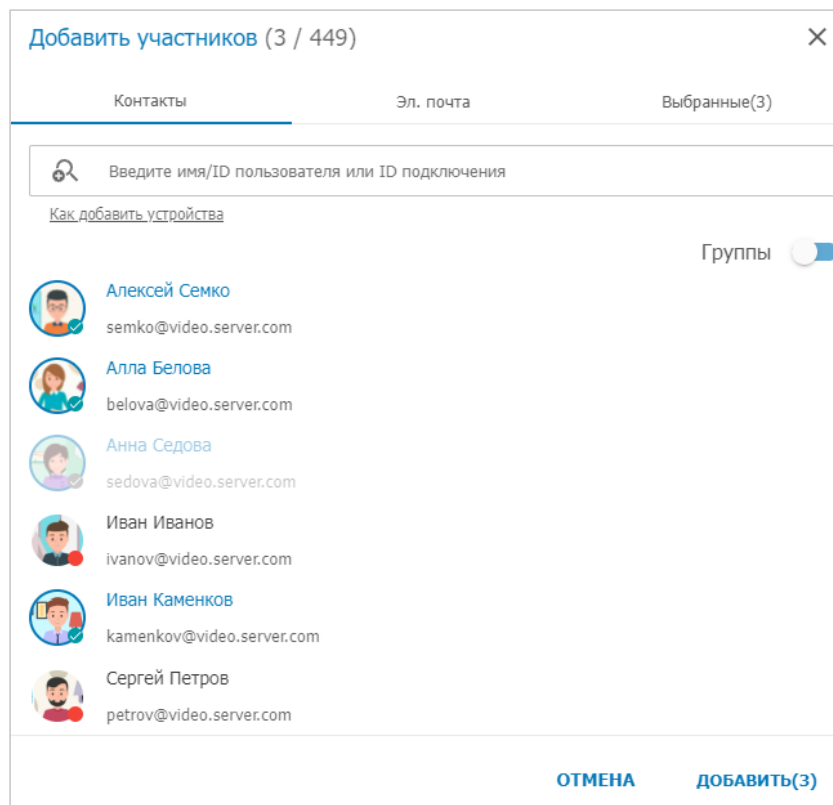 Добавить участников (3 / 449)
Контакты Эл. почта Выбранные(3)
Введите имя/ID пользователя или ID подключения
Как добавить устройства
Группы
Алексей Семко
semko@video.server.com
Алла Белова
belova@video.server.com
Анна Седова
sedova@video.server.com
Иван Иванов
ivanov@video.server.com
Иван Каменков
kamenkov@video.server.com
Сергей Петров
petrov@video.server.com
ОТМЕНА ДОБАВИТЬ(3)